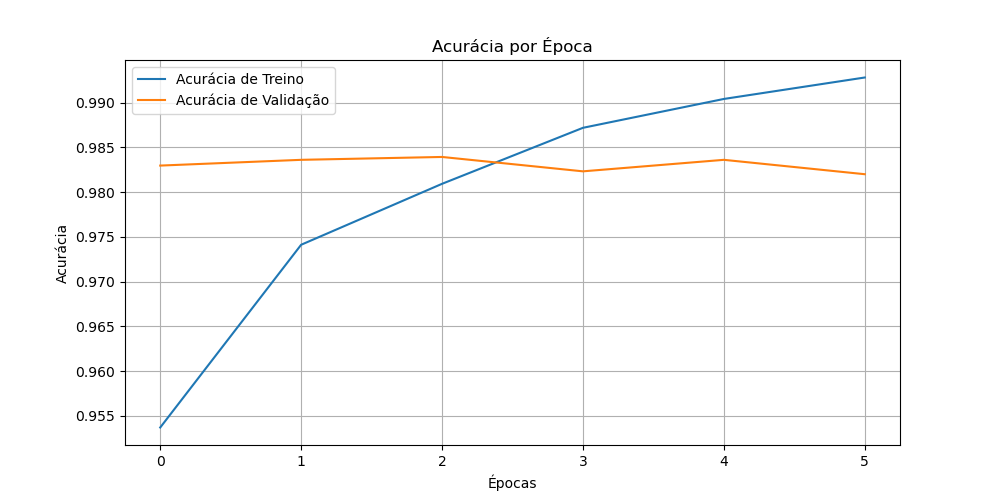 Acurácia por Época
Acurácia de Treino
Acurácia de Validação
0.990
0.985
0.980
0.975
0.970
0.965
0.960
0.955
Acurácia
0 1 2 3 4 5
Épocas